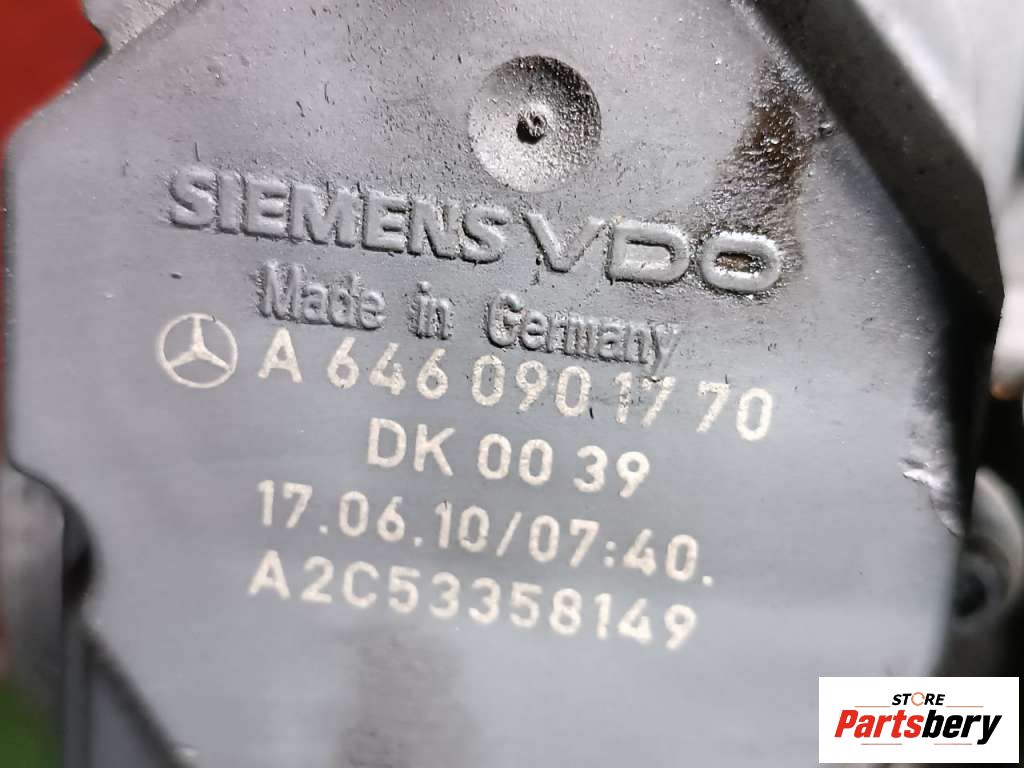 SIEMENS VDO
Made in Germany
A 646 090 17 70
DK 00 39
17.06.10/07:40.
A2C53358149
STORE
Partsbery